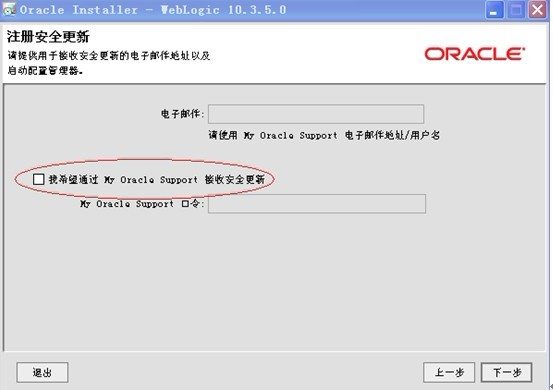 Oracle Installer - WebLogic 10.3.5.0
注册安全更新
请提供用于接收安全更新的电子邮件地址以及
启动配置管理器。
ORACLE
电子邮件:
请使用 My Oracle Support 电子邮件地址/用户名
我希望通过 My Oracle Support 接收安全更新
My Oracle Support 口令:
退出
上一步
下一步